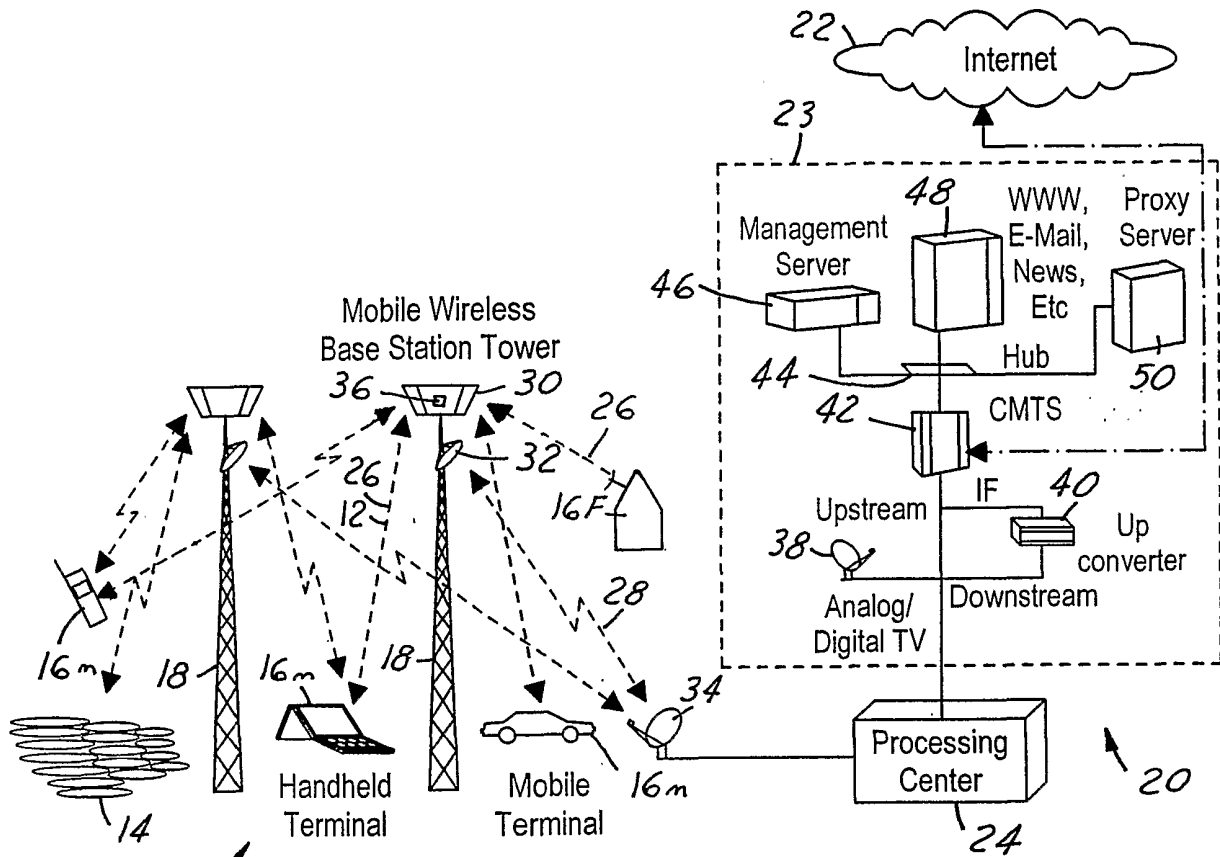 22
Internet
23
48
WWW,
E-Mail,
News,
Etc
Proxy
Server
Management
Server
46
Hub
50
44
42
CMTS
Mobile Wireless
Base Station Tower
36
30
26
32
26
12
16F
IF
40
Upstream
38
Up
converter
Downstream
Analog/
Digital TV
28
16m
18
16m
18
34
Processing
Center
20
Handheld
Terminal
Mobile
Terminal
16m
14
24